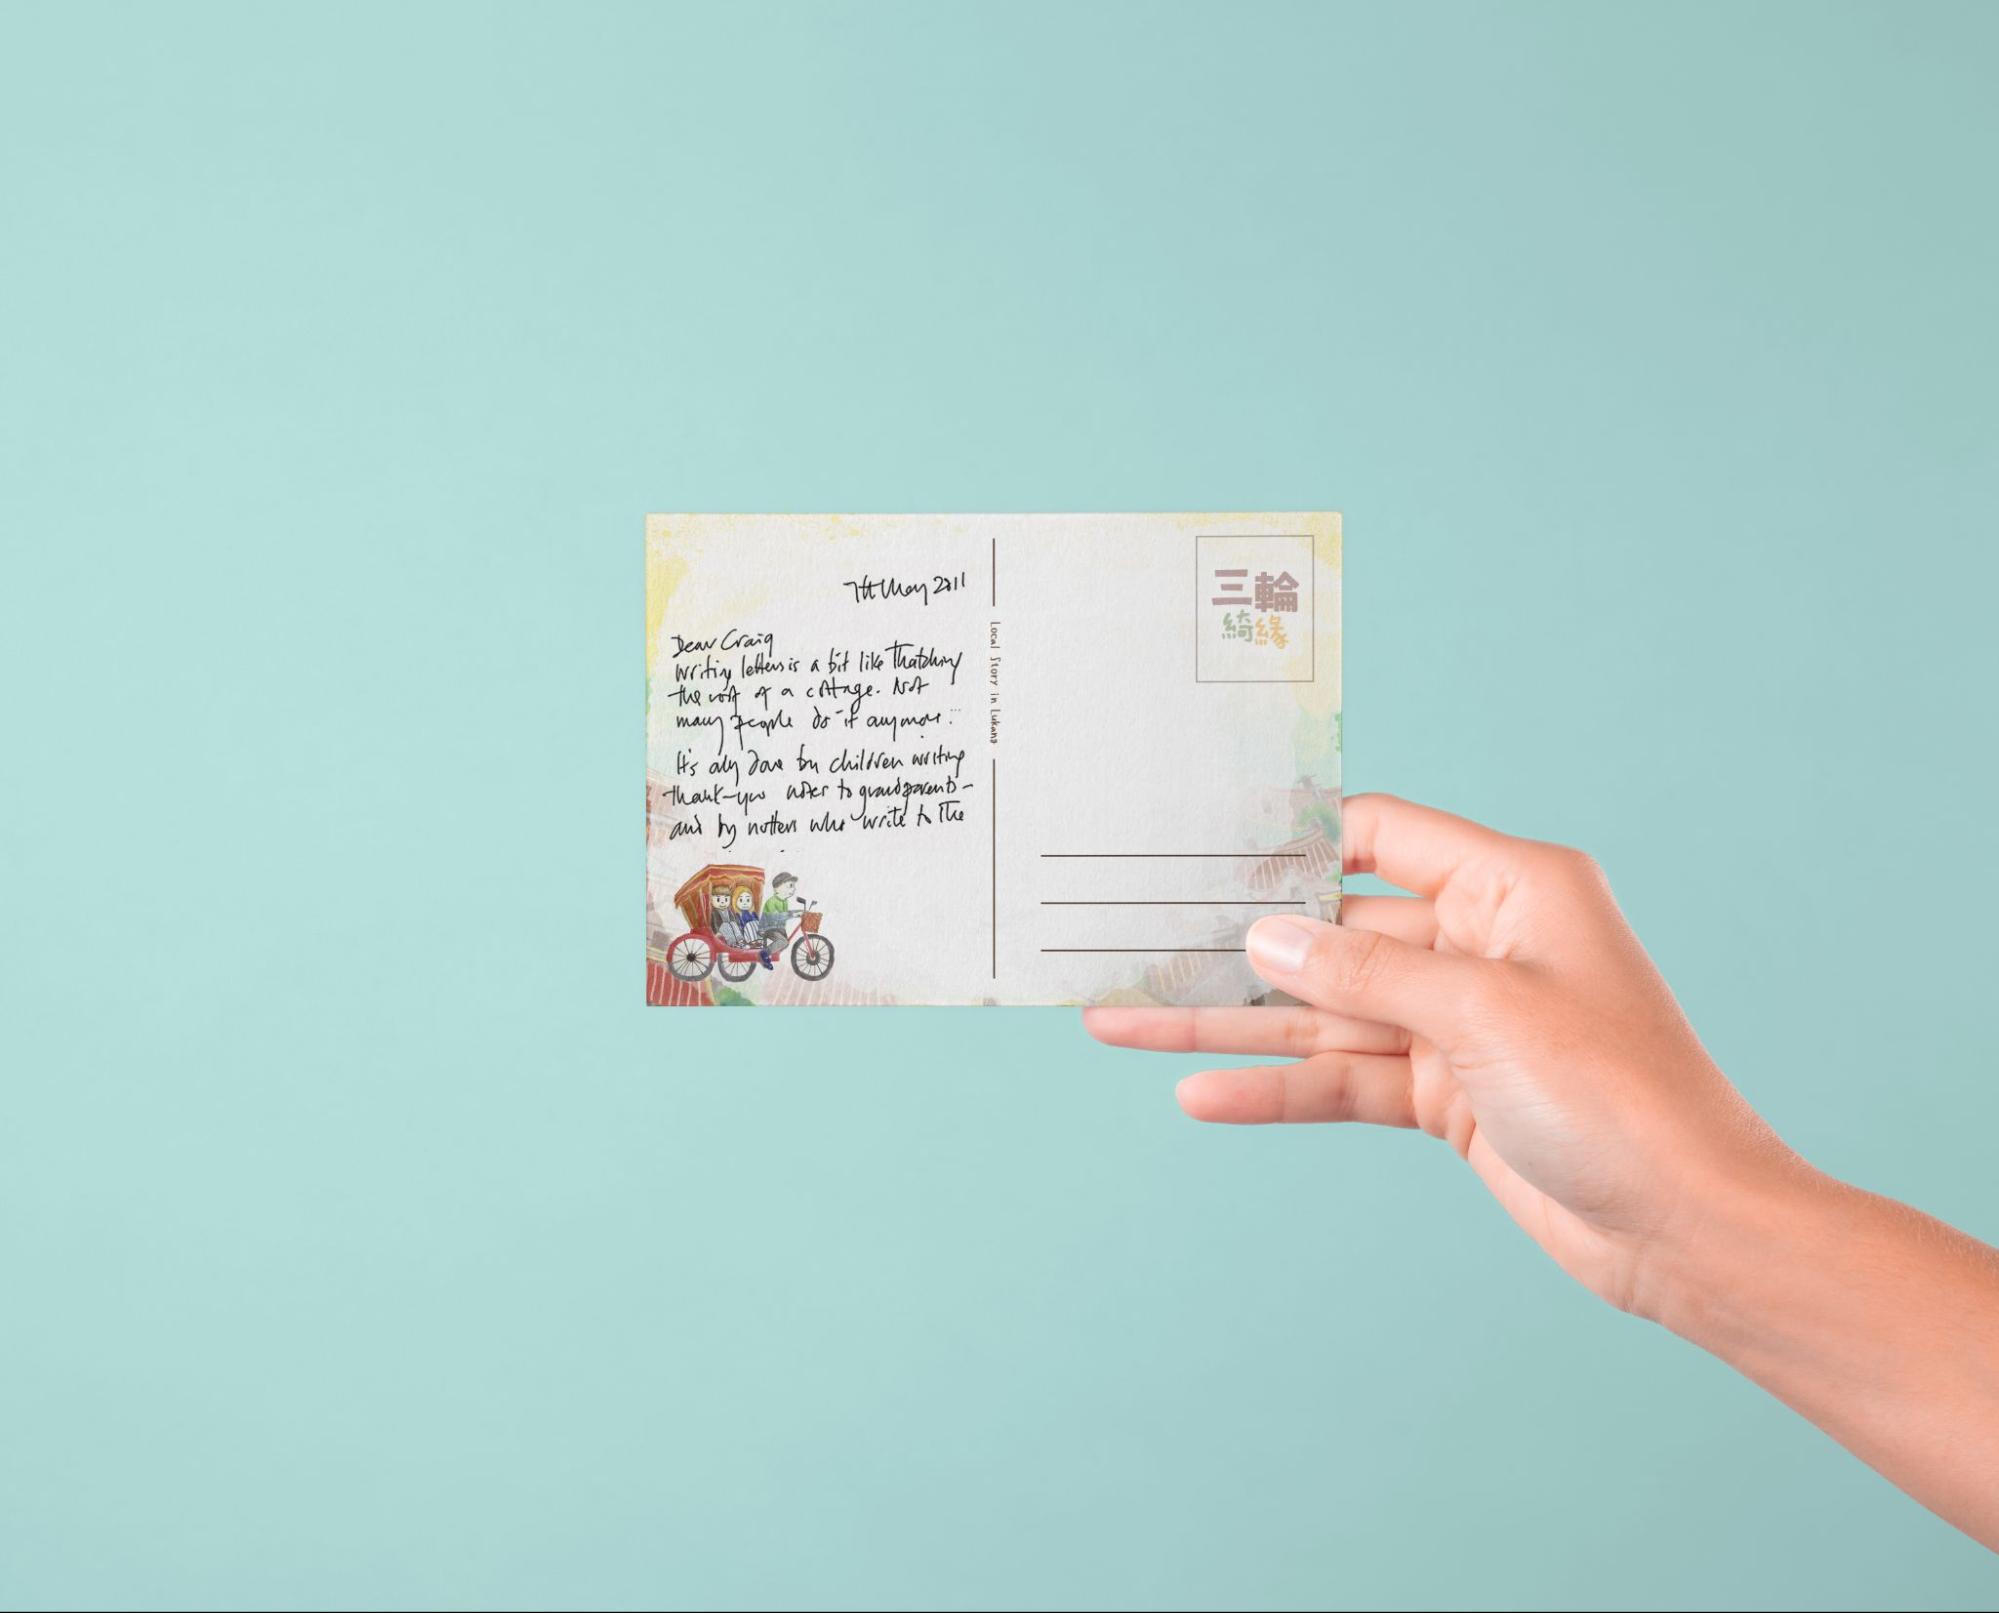 7th May 2011
Dear Craig
Writing letters is a bit like Thatching
the roof of a cottage. Not
many people do it anymore.
It's only done by children writing
thank-you notes to grandparents-
and by nutters who write to The
Local Story in Lukang
三輪
綺緣